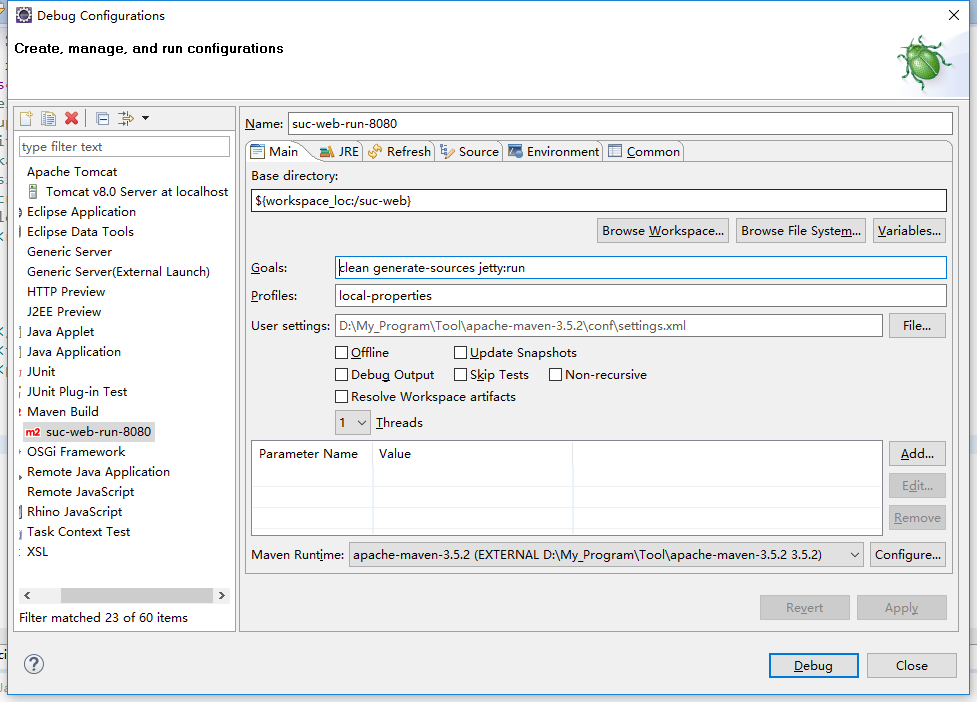 Debug Configurations
Create, manage, and run configurations
type filter text
Apache Tomcat
Tomcat v8.0 Server at localhost
Eclipse Application
Eclipse Data Tools
Generic Server
Generic Server(External Launch)
HTTP Preview
J2EE Preview
Java Applet
Java Application
JUnit
JUnit Plug-in Test
Maven Build
m2 suc-web-run-8080
OSGi Framework
Remote Java Application
Remote JavaScript
Rhino JavaScript
Task Context Test
XSL
Filter matched 23 of 60 items
Name: suc-web-run-8080
Main JRE Refresh Source Environment Common
Base directory:
${workspace_loc:/suc-web}
Browse Workspace... Browse File System... Variables...
Goals: clean generate-sources jetty:run
Profiles: local-properties
User settings: D:\My_Program\Tool\apache-maven-3.5.2\conf\settings.xml File...
Offline Update Snapshots
Debug Output Skip Tests Non-recursive
Resolve Workspace artifacts
1 Threads
Parameter Name Value
Add...
Edit...
Remove
Maven Runtime: apache-maven-3.5.2 (EXTERNAL D:\My_Program\Tool\apache-maven-3.5.2 3.5.2) Configure...
Revert Apply
? Debug Close